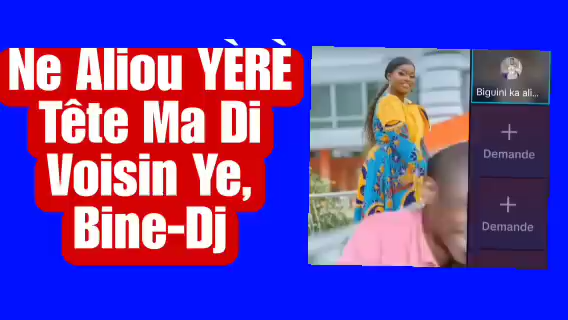 Ne Aliou YÈRÈ
Tête Ma Di
Voisin Ye,
Bine-Dj
Biguini ka ali...
Demande
Demande